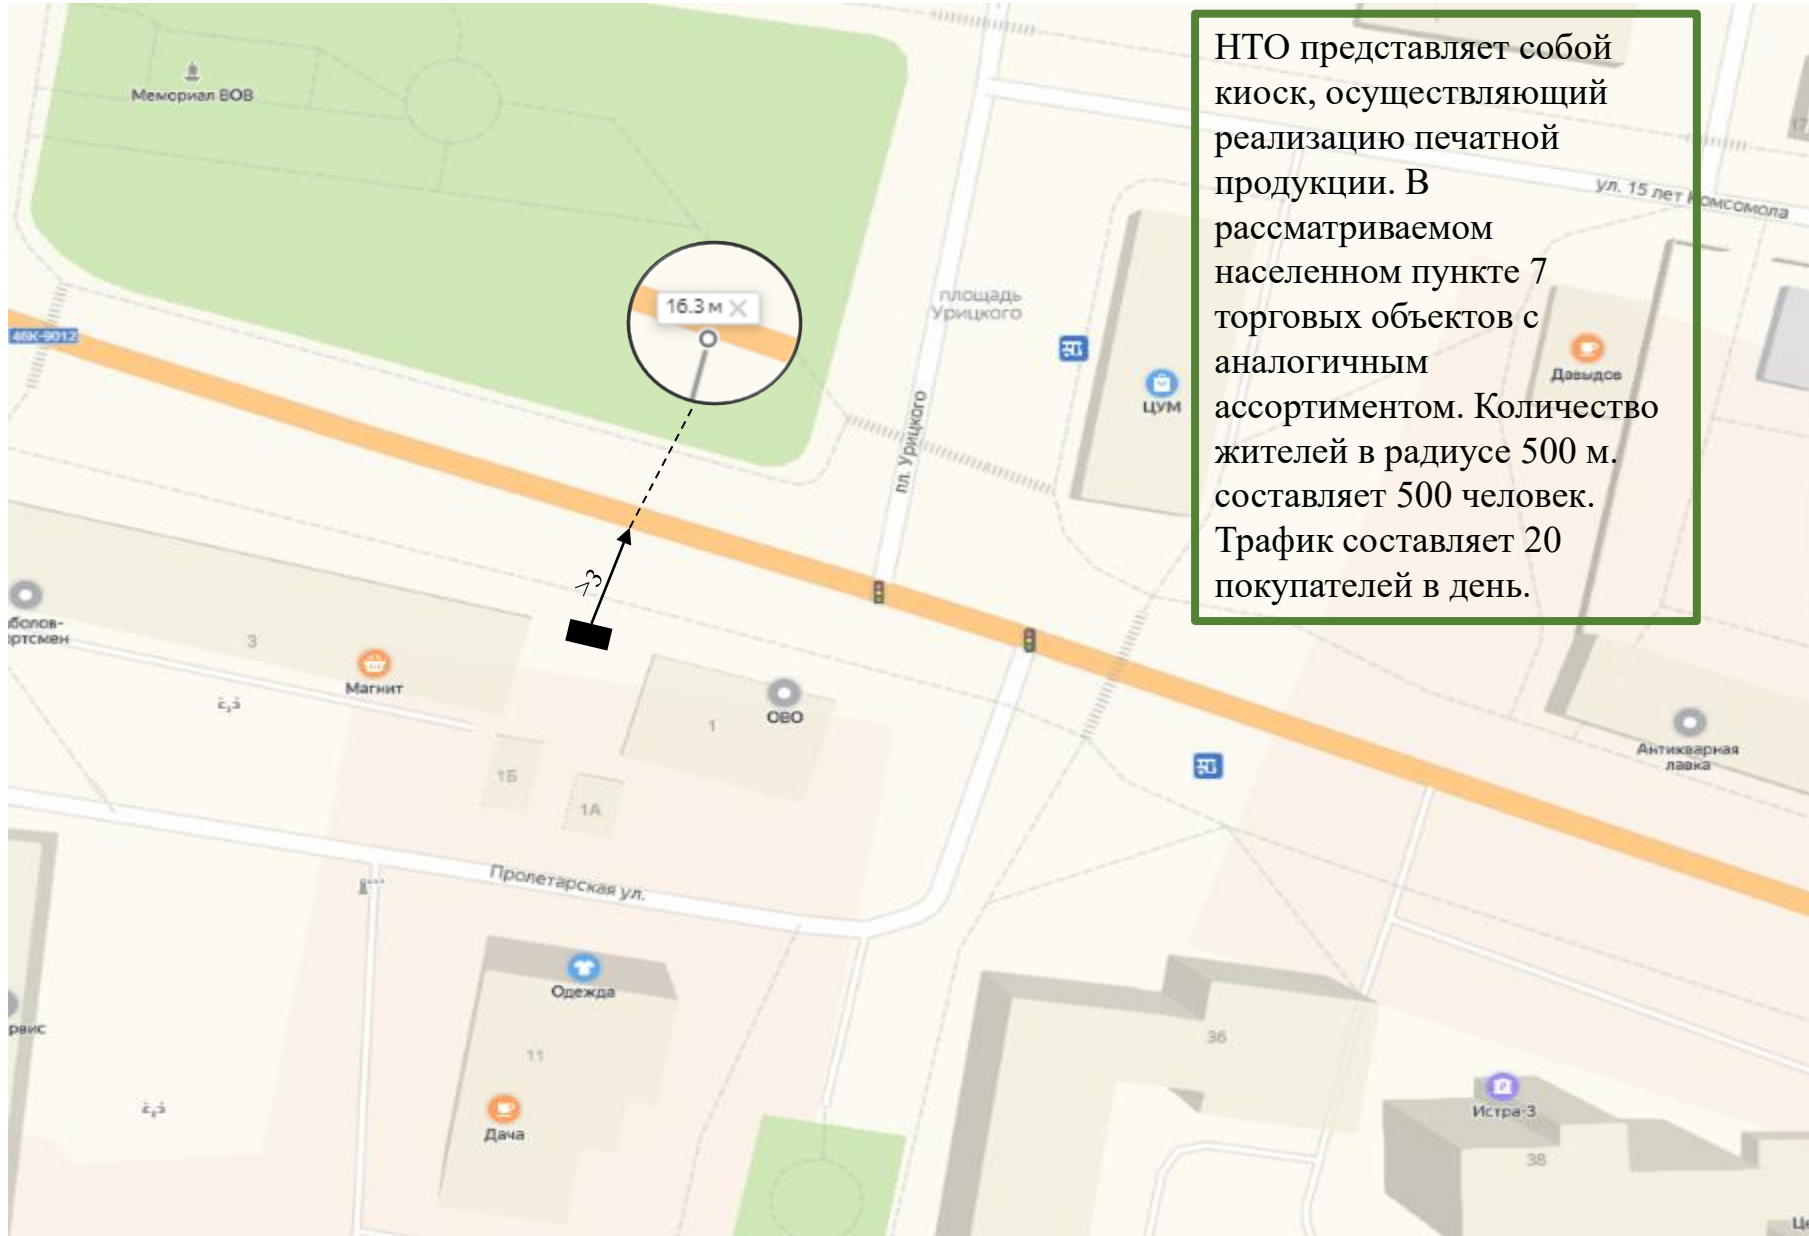 НТО представляет собой
киоск, осуществляющий
реализацию печатной
продукции. В
рассматриваемом
населенном пункте 7
торговых объектов с
аналогичным
ассортиментом. Количество
жителей в радиусе 500 м.
составляет 500 человек.
Трафик составляет 20
покупателей в день.
Мемориал ВОВ
17
ул. 15 лет Комсомола
площадь
Урицкого
16.3 м
46К-9012
Давыдов
ЦУМ
пл. Урицкого
>3
3
Магнит
ОВО
1
Антикварная
лавка
1Б
1А
Пролетарская ул.
Одежда
11
36
Дача
Истра-3
38